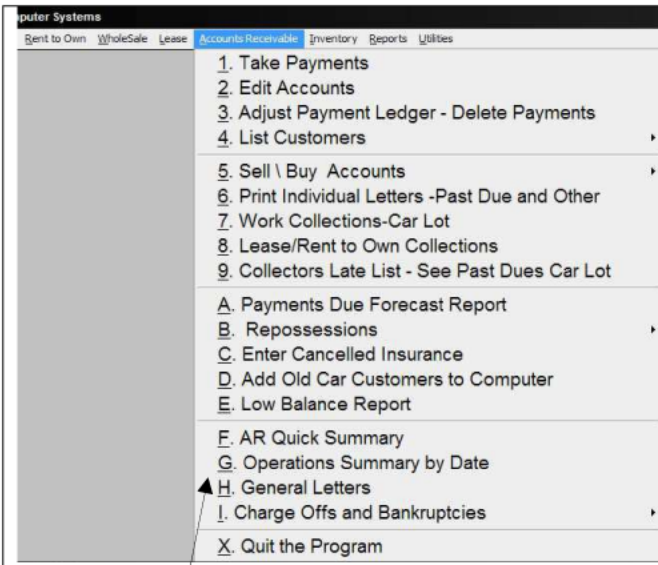 puter Systems
Rent to Own WholeSale Lease Accounts Receivable Inventory Reports Utilities
1. Take Payments
2. Edit Accounts
3. Adjust Payment Ledger - Delete Payments
4. List Customers
5. Sell \ Buy Accounts
6. Print Individual Letters -Past Due and Other
7. Work Collections-Car Lot
8. Lease/Rent to Own Collections
9. Collectors Late List - See Past Dues Car Lot
A. Payments Due Forecast Report
B. Repossessions
C. Enter Cancelled Insurance
D. Add Old Car Customers to Computer
E. Low Balance Report
F. AR Quick Summary
G. Operations Summary by Date
H. General Letters
I. Charge Offs and Bankruptcies
X. Quit the Program